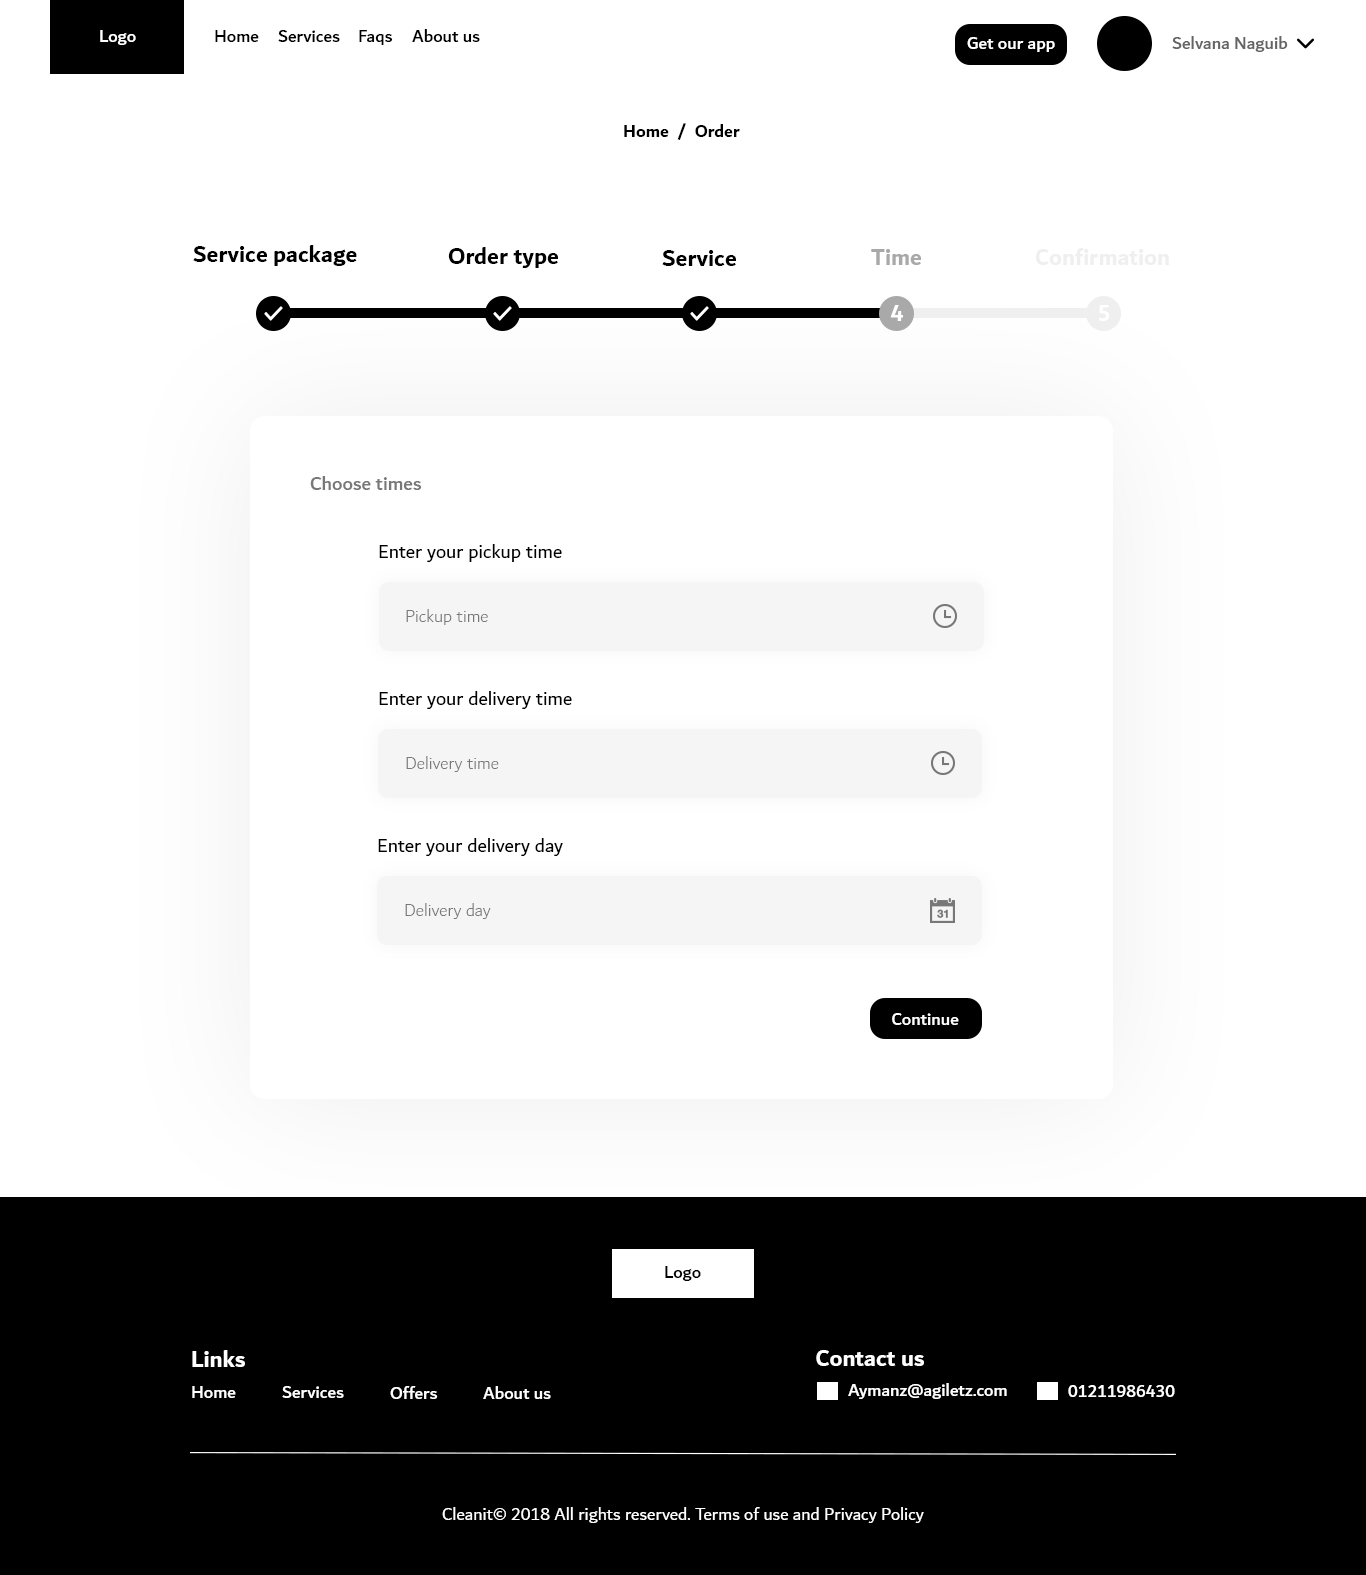 Logo
Home Services Faqs About us
Get our app
Selvana Naguib
Home / Order
Service package Order type Service Time Confirmation
4 5
Choose times
Enter your pickup time
Pickup time
Enter your delivery time
Delivery time
Enter your delivery day
Delivery day
31
Continue
Logo
Links
Home Services Offers About us
Contact us
Aymanz@agiletz.com 01211986430
Cleanit© 2018 All rights reserved. Terms of use and Privacy Policy